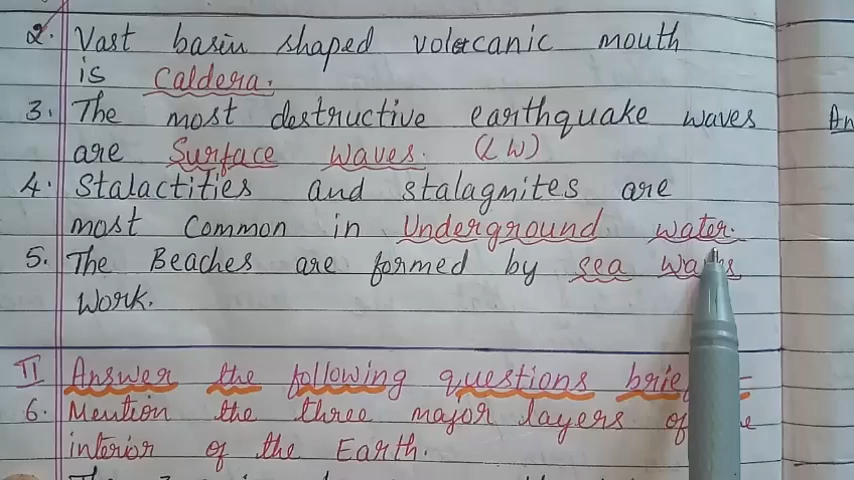 2. Vast basin shaped volcanic mouth
is Caldera.
3. The most destructive earthquake waves
are Surface waves. (LW)
An
4. Stalactities and stalagmites are
most Common in Underground water.
5. The Beaches are formed by sea
Work.
II Answer the following questions
6. Mention the three major layers
interior of the Earth.